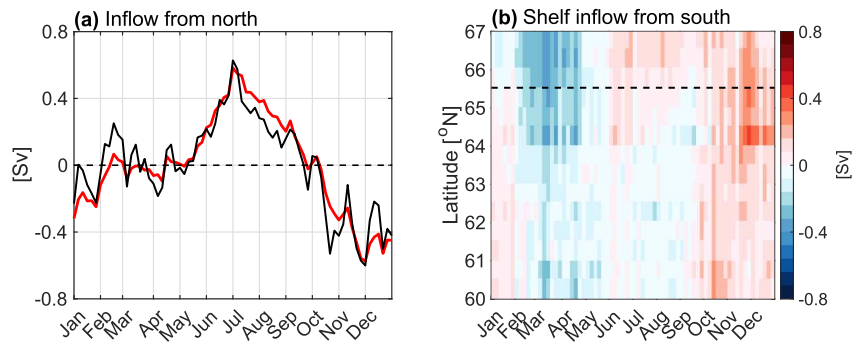 (a) Inflow from north
[Sv]
0.8
0.4
0
-0.4
-0.8
Jan
Feb
Mar
Apr
May
Jun
Jul
Aug
Sep
Oct
Nov
Dec
(b) Shelf inflow from south
Latitude [°N]
67
66
65
64
63
62
61
60
Jan
Feb
Mar
Apr
May
Jun
Jul
Aug
Sep
Oct
Nov
Dec
0.8
0.4
0
-0.4
-0.8
[Sv]